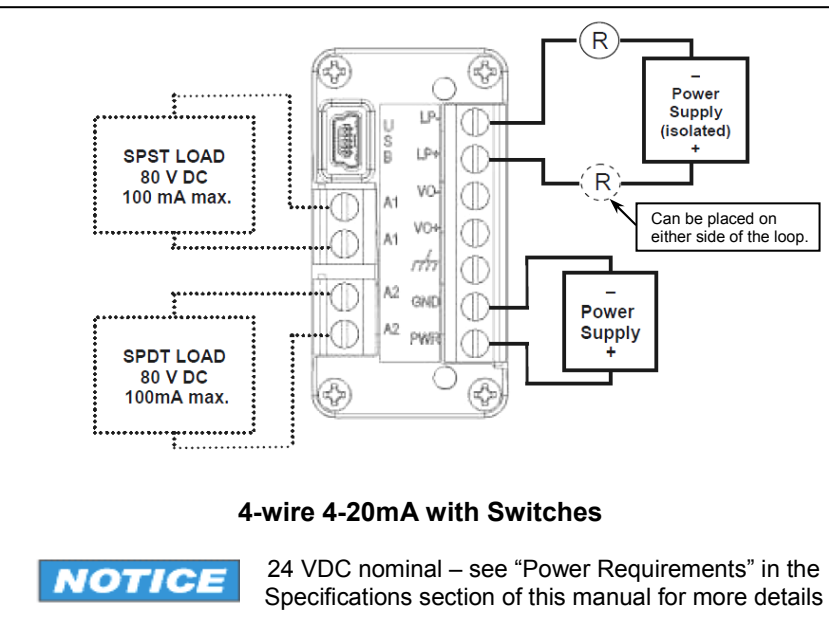 SPST LOAD
80 V DC
100 mA max.
SPDT LOAD
80 V DC
100mA max.
U
S
B
A1
A1
A2
A2
LP-
LP+
VO-
VO+
GND
PWR
R
–
Power
Supply
(isolated)
+
R
Can be placed on
either side of the loop.
–
Power
Supply
+
4-wire 4-20mA with Switches
NOTICE
24 VDC nominal – see “Power Requirements” in the
Specifications section of this manual for more details